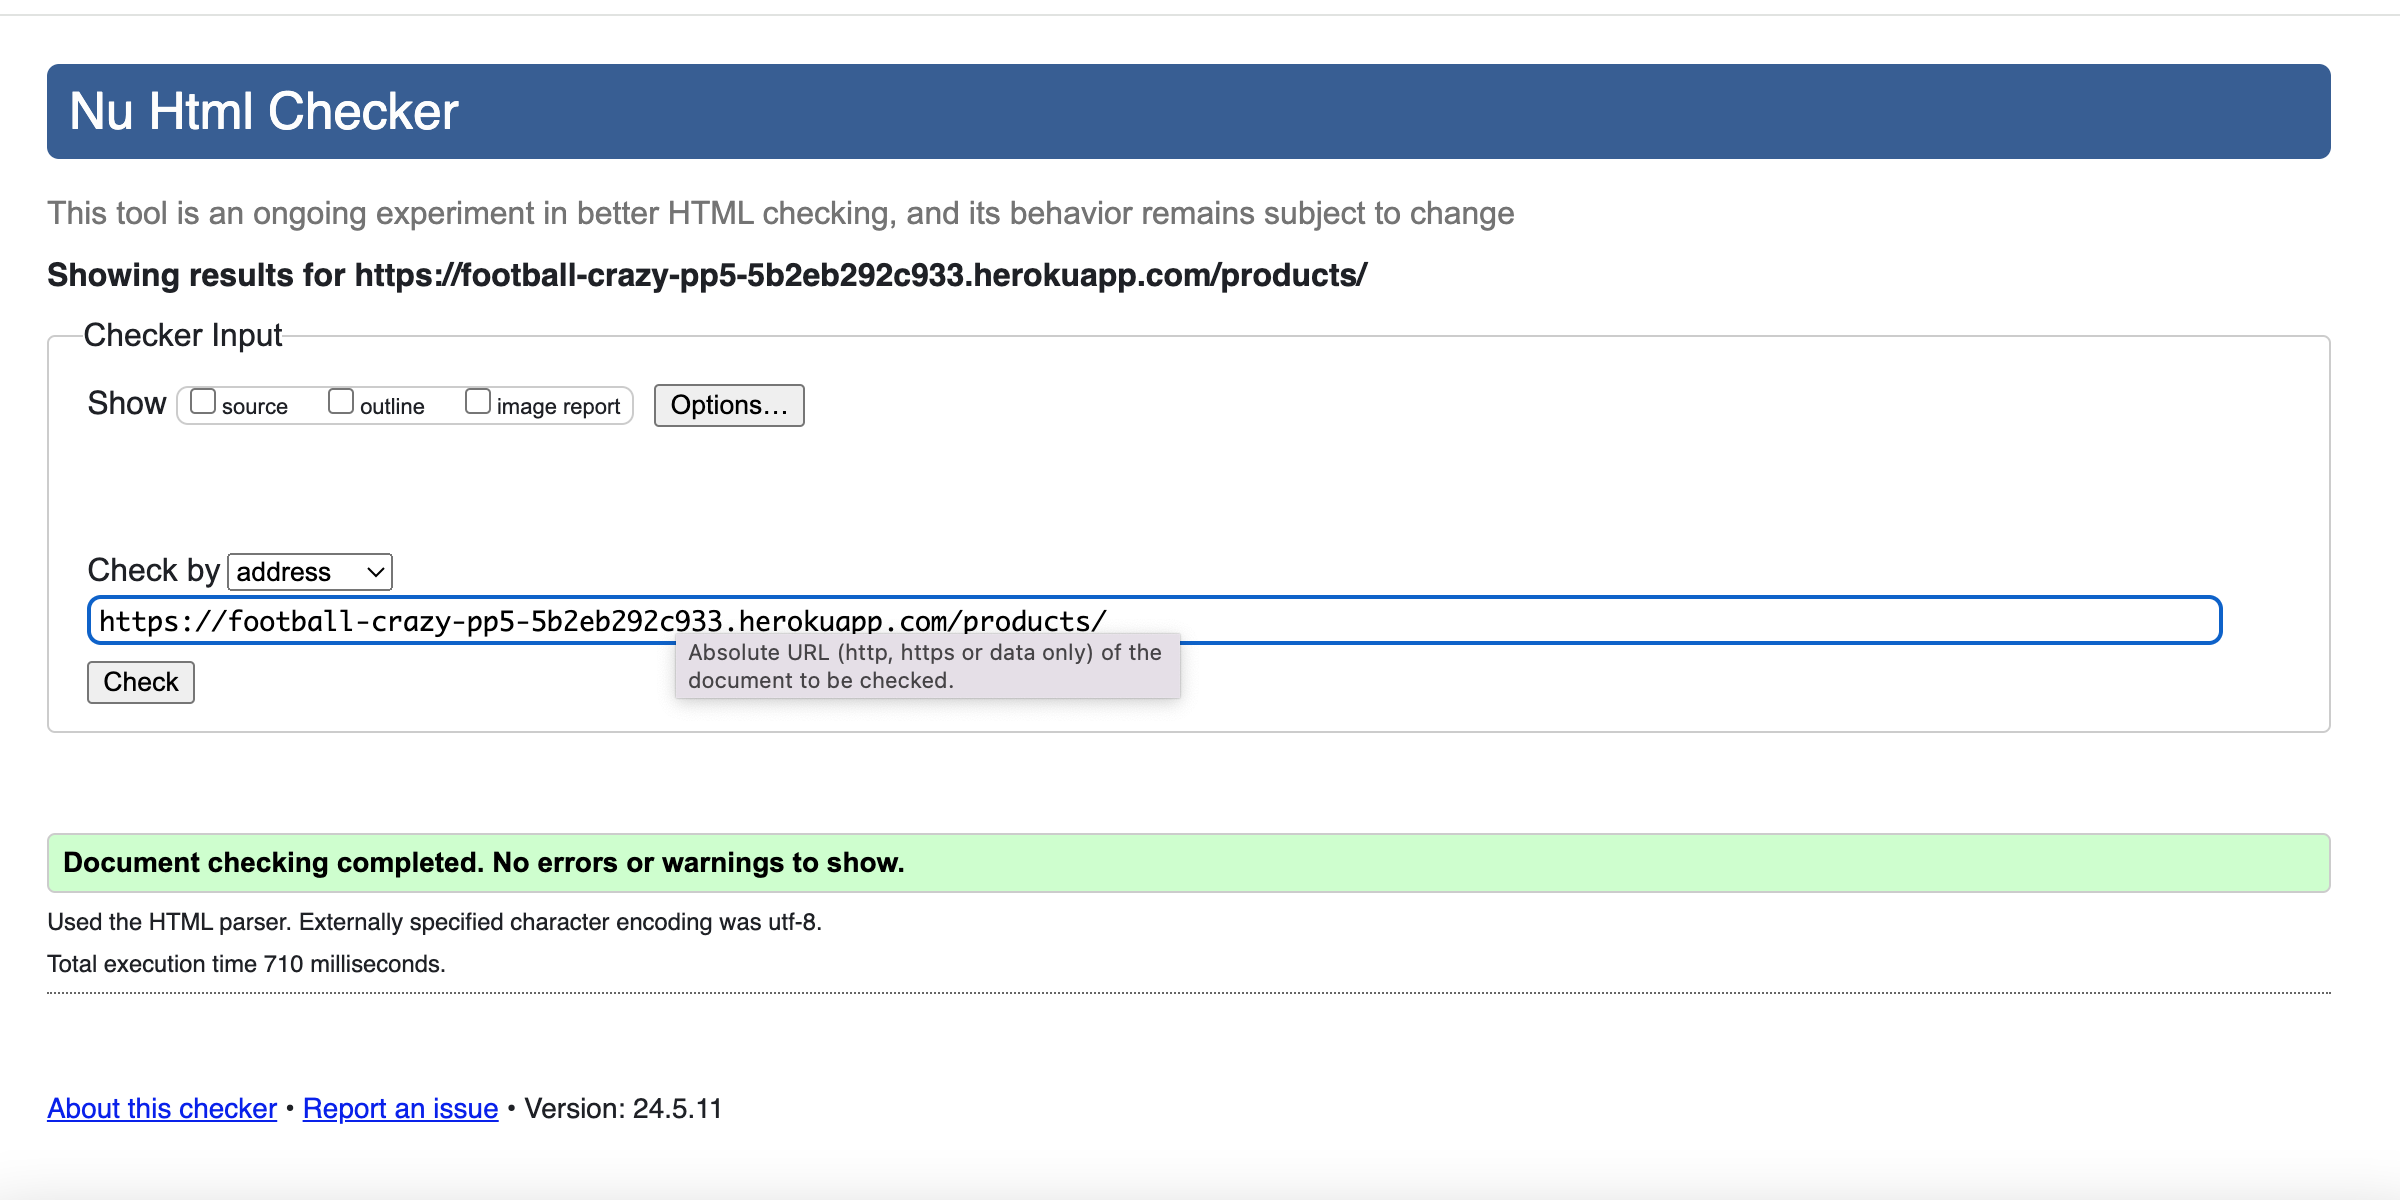 Nu Html Checker
This tool is an ongoing experiment in better HTML checking, and its behavior remains subject to change
Showing results for https://football-crazy-pp5-5b2eb292c933.herokuapp.com/products/
Checker Input
Show source outline image report Options...
Check by address
https://football-crazy-pp5-5b2eb292c933.herokuapp.com/products/
Absolute URL (http, https or data only) of the
document to be checked.
Check
Document checking completed. No errors or warnings to show.
Used the HTML parser. Externally specified character encoding was utf-8.
Total execution time 710 milliseconds.
About this checker • Report an issue • Version: 24.5.11